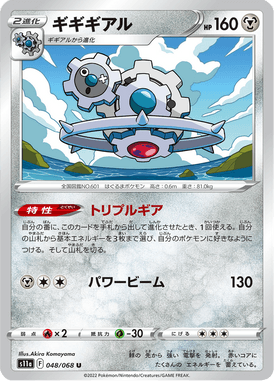 2進化 ギギギアル HP 160
ギギアルから進化
全国図鑑NO.601 はぐるまポケモン 高さ：0.6m 重さ：81.0kg
特性 トリプルギア
自分の番に、このカードを手札から出して進化させたとき、1回使える。自分の山札から基本エネルギーを3枚まで選び、自分のポケモンに好きなようにつける。そして山札を切る。
パワービーム 130
弱点 ×2 抵抗力 -30 にげる
Illus.Akira Komayama
s11a F 048/068 U
©2022 Pokémon/Nintendo/Creatures/GAME FREAK.